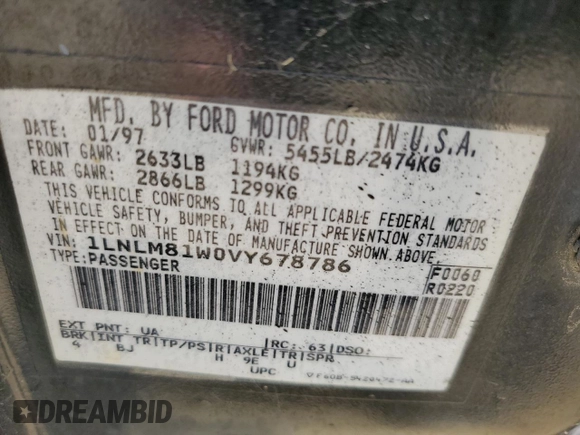 MFD. BY FORD MOTOR CO. IN U.S.A.
DATE: 01/97 GVWR: 5455LB/2474KG
FRONT GAWR: 2633LB 1194KG
REAR GAWR: 2866LB 1299KG
THIS VEHICLE CONFORMS TO ALL APPLICABLE FEDERAL MOTOR
VEHICLE SAFETY, BUMPER, AND THEFT PREVENTION STANDARDS
IN EFFECT ON THE DATE OF MANUFACTURE SHOWN ABOVE.
VIN: 1LNLM81W0VY678786
TYPE: PASSENGER
F0060
R0220
EXT PNT: UA RC: 63 DSO:
BRK INT TR TP/PS R AXLE TR SPR
4 BJ H 9E U
UPC
DREAMBID